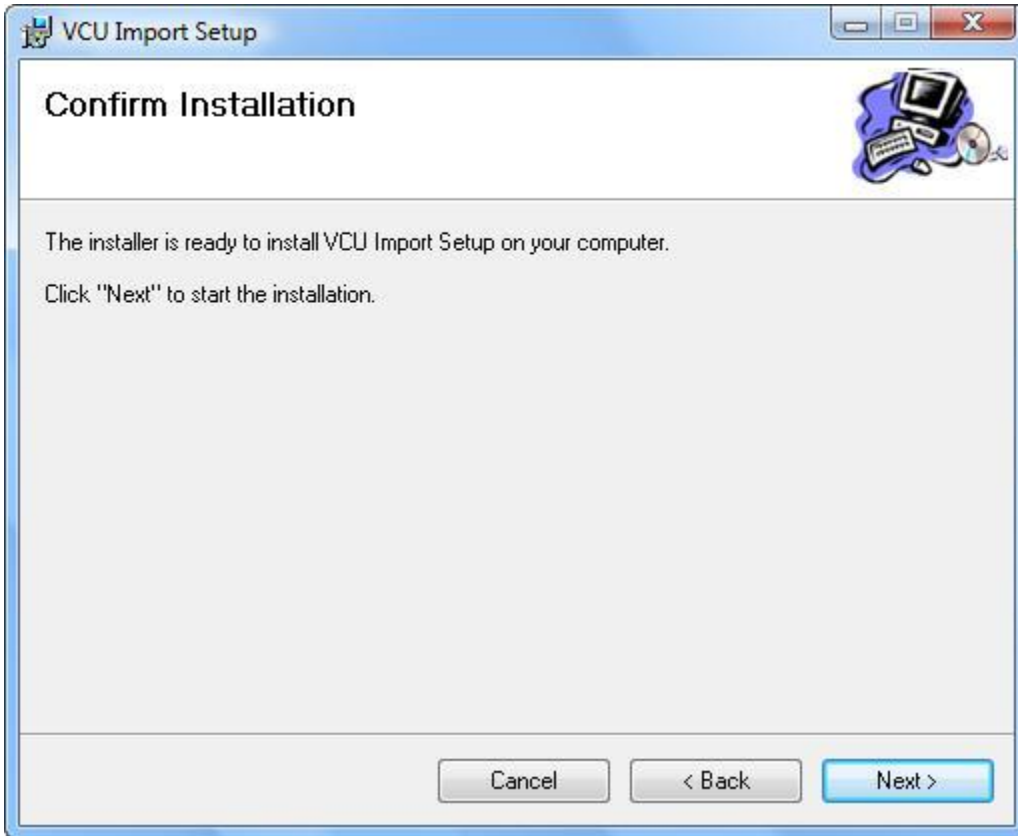 VCU Import Setup
Confirm Installation
The installer is ready to install VCU Import Setup on your computer.
Click "Next" to start the installation.
Cancel
< Back
Next >